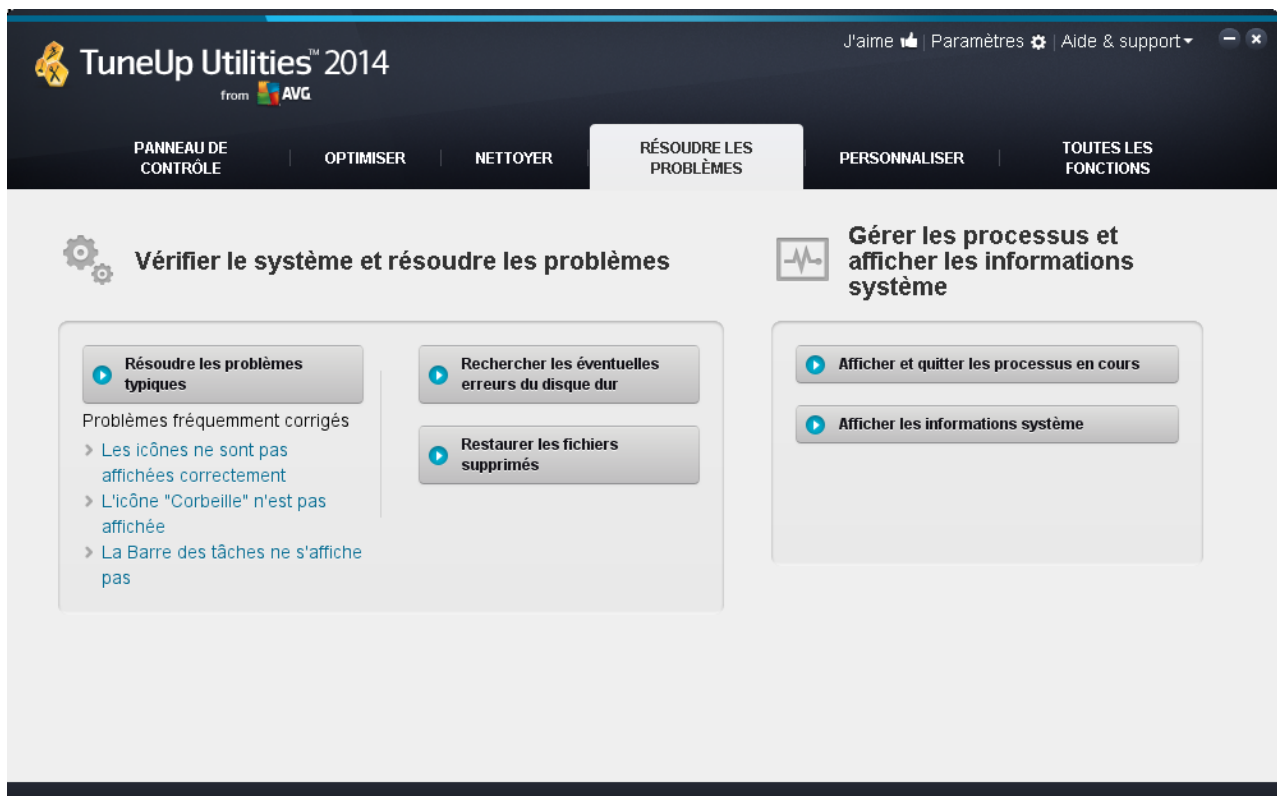 TuneUp Utilities™ 2014
from AVG
J'aime | Paramètres | Aide & support
PANNEAU DE
CONTRÔLE
OPTIMISER
NETTOYER
RÉSOUDRE LES
PROBLÈMES
PERSONNALISER
TOUTES LES
FONCTIONS
Vérifier le système et résoudre les problèmes
Résoudre les problèmes
typiques
Problèmes fréquemment corrigés
Les icônes ne sont pas
affichées correctement
L'icône "Corbeille" n'est pas
affichée
La Barre des tâches ne s'affiche
pas
Rechercher les éventuelles
erreurs du disque dur
Restaurer les fichiers
supprimés
Gérer les processus et
afficher les informations
système
Afficher et quitter les processus en cours
Afficher les informations système